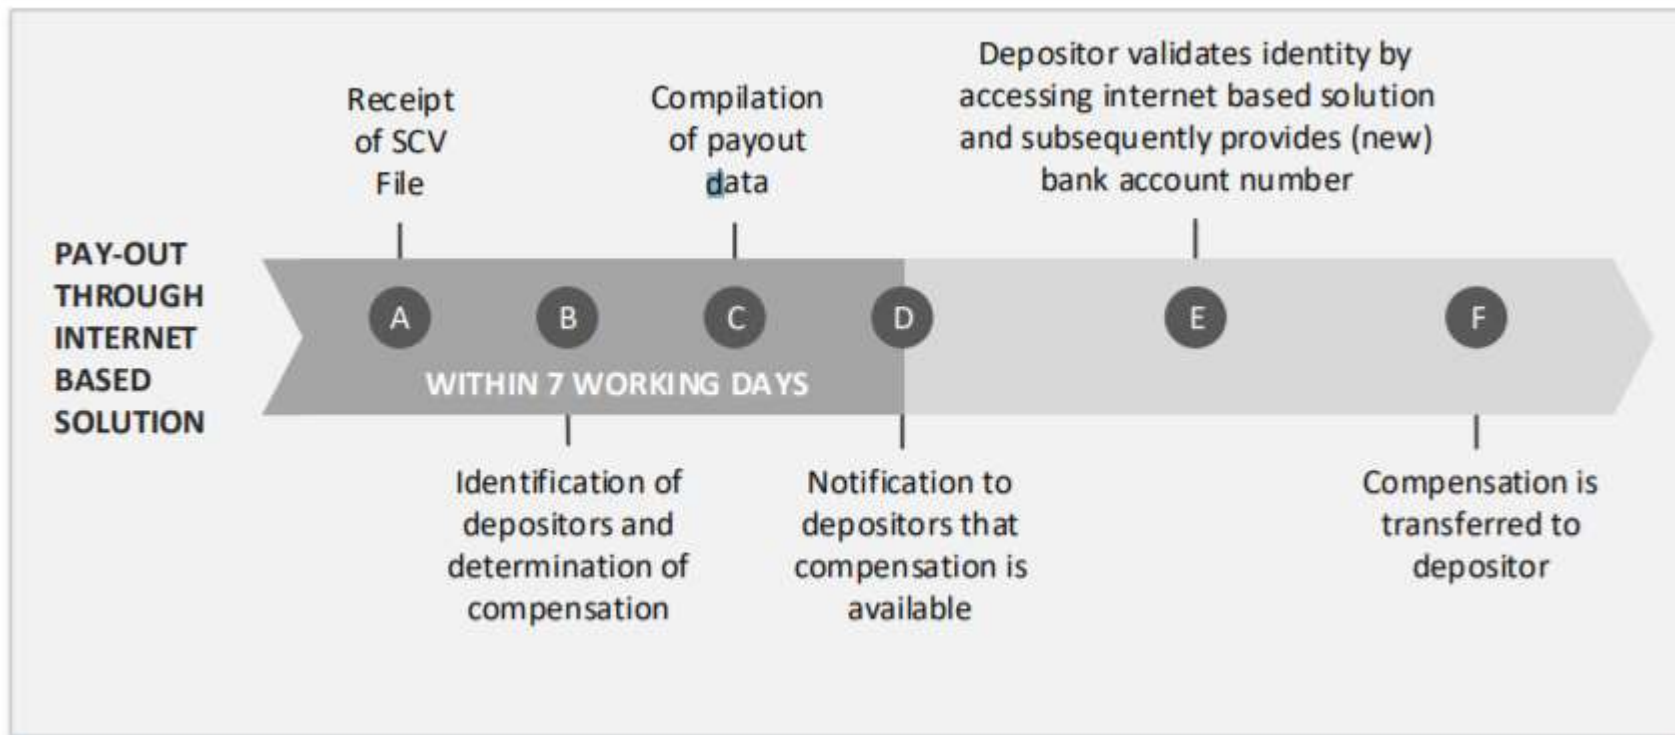 Receipt
of SCV
File
Compilation
of payout
data
Depositor validates identity by
accessing internet based solution
and subsequently provides (new)
bank account number
PAY-OUT
THROUGH
INTERNET
BASED
SOLUTION
A
B
C
D
E
F
WITHIN 7 WORKING DAYS
Identification of
depositors and
determination of
compensation
Notification to
depositors that
compensation is
available
Compensation is
transferred to
depositor